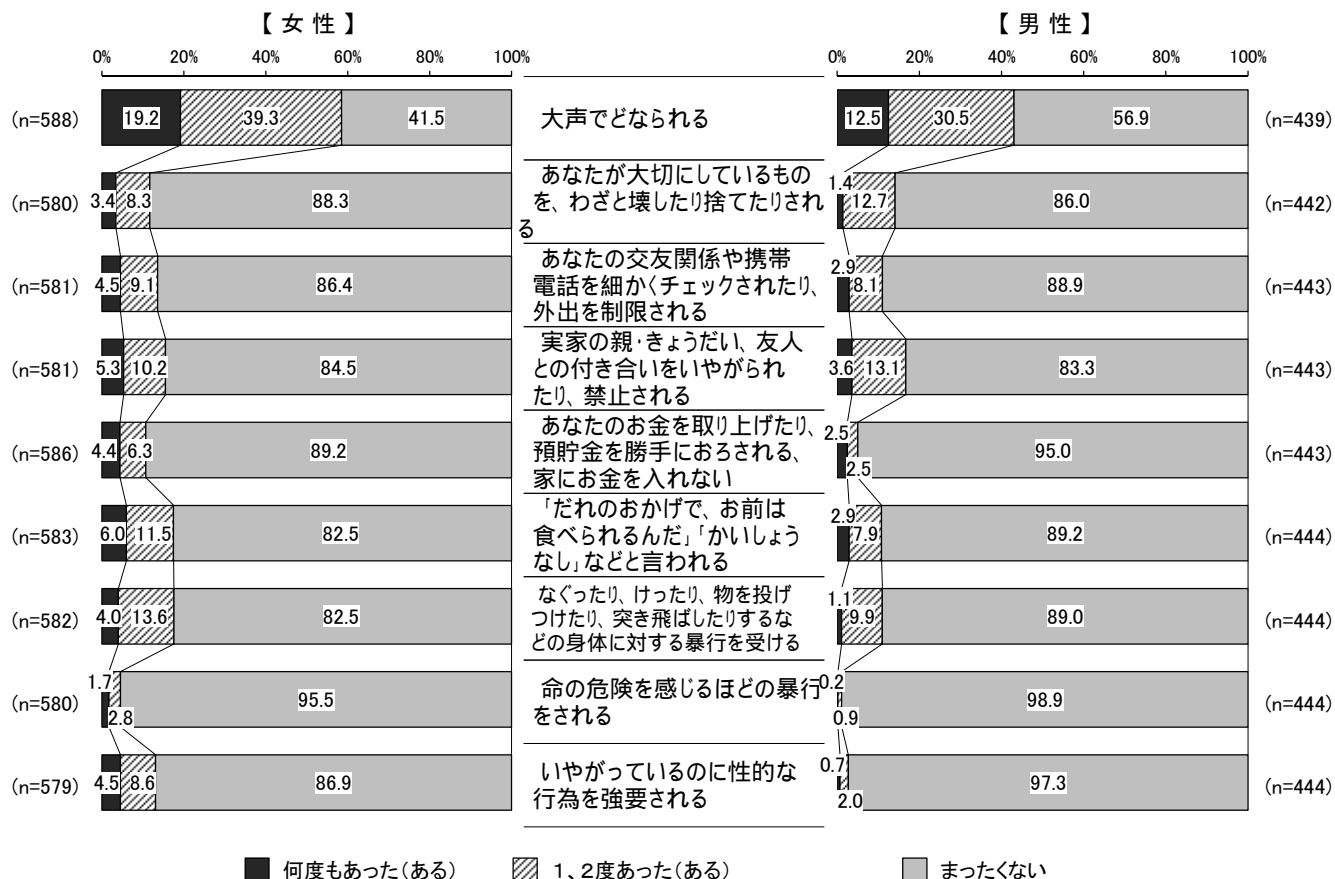 【 女 性 】
【 男 性 】
0% 20% 40% 60% 80% 100%
0% 20% 40% 60% 80% 100%
(n=588) 19.2 39.3 41.5
大声でどなられる
12.5 30.5 56.9 (n=439)
(n=580) 3.4 8.3 88.3
あなたが大切にしているもの
を、わざと壊したり捨てたりされ
る
1.4 12.7 86.0 (n=442)
(n=581) 4.5 9.1 86.4
あなたの交友関係や携帯
電話を細かくチェックされたり、
外出を制限される
2.9 8.1 88.9 (n=443)
(n=581) 5.3 10.2 84.5
実家の親・きょうだい、友人
との付き合いをいやがられ
たり、禁止される
3.6 13.1 83.3 (n=443)
(n=586) 4.4 6.3 89.2
あなたのお金を取り上げたり、
預貯金を勝手におろされる、
家にお金を入れない
2.5 2.5 95.0 (n=443)
(n=583) 6.0 11.5 82.5
「だれのおかげで、お前は
食べられるんだ」「かいしょう
なし」などと言われる
2.9 7.9 89.2 (n=444)
(n=582) 4.0 13.6 82.5
なぐったり、けったり、物を投げ
つけたり、突き飛ばしたりするな
どの身体に対する暴行を受ける
1.1 9.9 89.0 (n=444)
(n=580) 1.7 2.8 95.5
命の危険を感じるほどの暴行
をされる
0.2 0.9 98.9 (n=444)
(n=579) 4.5 8.6 86.9
いやがっているのに性的な
行為を強要される
0.7 2.0 97.3 (n=444)
何度もあった(ある) 1、2度あった(ある) まったくない